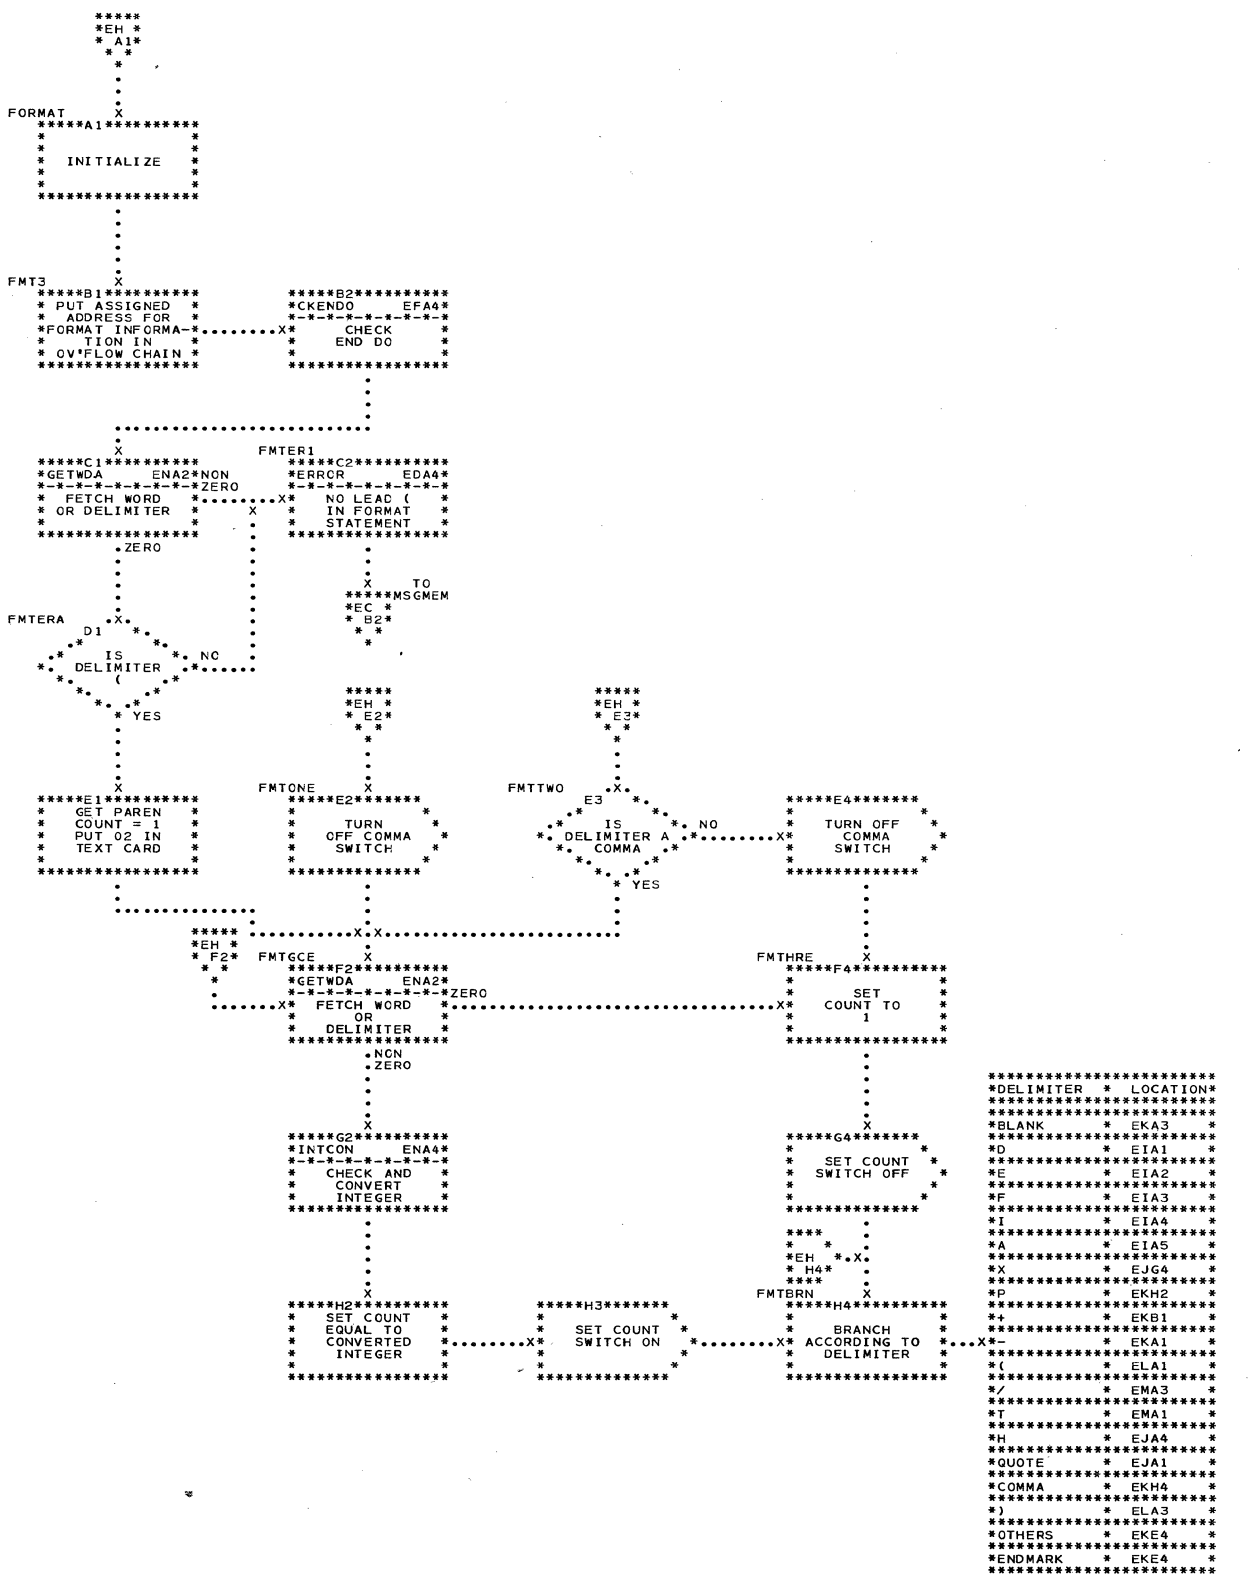 EH
A1
FORMAT
A1
INITIALIZE
FMT3
B1
PUT ASSIGNED
ADDRESS FOR
FORMAT INFORMA-
TION IN
OV'FLOW CHAIN
B2
CKENDO EFA4
CHECK
END DO
C1
GETWDA ENA2
NON
ZERO
FETCH WORD
OR DELIMITER
ZERO
FMTER1
C2
ERROR EDA4
NO LEAD (
IN FORMAT
STATEMENT
TO
MSGMEM
EC
B2
FMTERA
D1
IS
DELIMITER
(
NO
YES
EH
E2
EH
E3
E1
GET PAREN
COUNT = 1
PUT 02 IN
TEXT CARD
FMTONE
E2
TURN
OFF COMMA
SWITCH
FMTTWO
E3
IS
DELIMITER A
COMMA
NO
YES
E4
TURN OFF
COMMA
SWITCH
EH
F2
FMTGCE
F2
GETWDA ENA2
ZERO
FETCH WORD
OR
DELIMITER
NON
ZERO
FMTHRE
F4
SET
COUNT TO
1
G2
INTCON ENA4
CHECK AND
CONVERT
INTEGER
G4
SET COUNT
SWITCH OFF
EH
H4
H2
SET COUNT
EQUAL TO
CONVERTED
INTEGER
H3
SET COUNT
SWITCH ON
FMTBRN
H4
BRANCH
ACCORDING TO
DELIMITER
DELIMITER LOCATION
BLANK EKA3
D EIA1
E EIA2
F EIA3
I EIA4
A EIA5
X EJG4
P EKH2
+ EKB1
- EKA1
( ELA1
/ EMA3
T EMA1
H EJA4
QUOTE EJA1
COMMA EKH4
) ELA3
OTHERS EKE4
ENDMARK EKE4